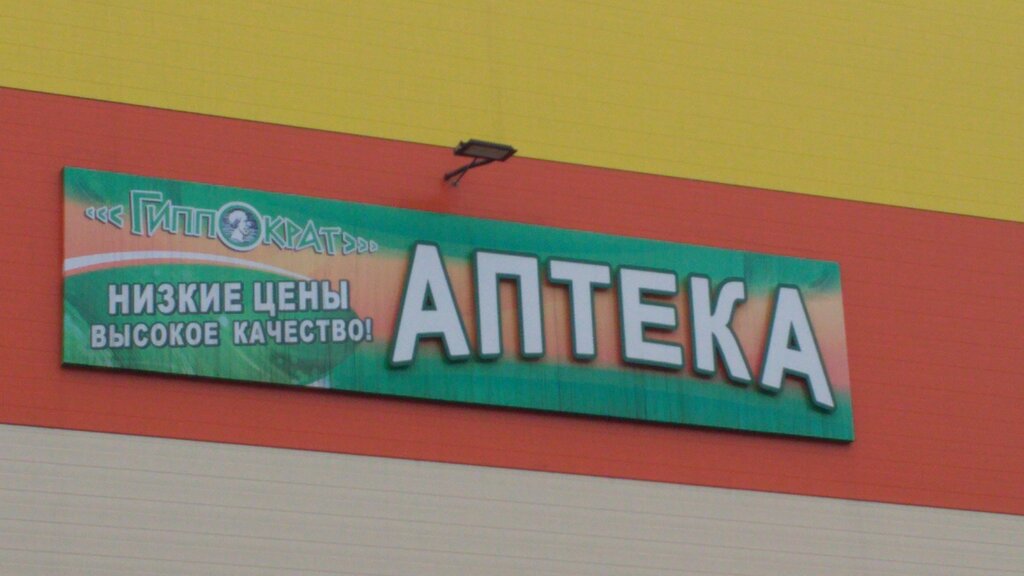 «‹ГИППОКРАТ›»
НИЗКИЕ ЦЕНЫ
ВЫСОКОЕ КАЧЕСТВО!
АПТЕКА